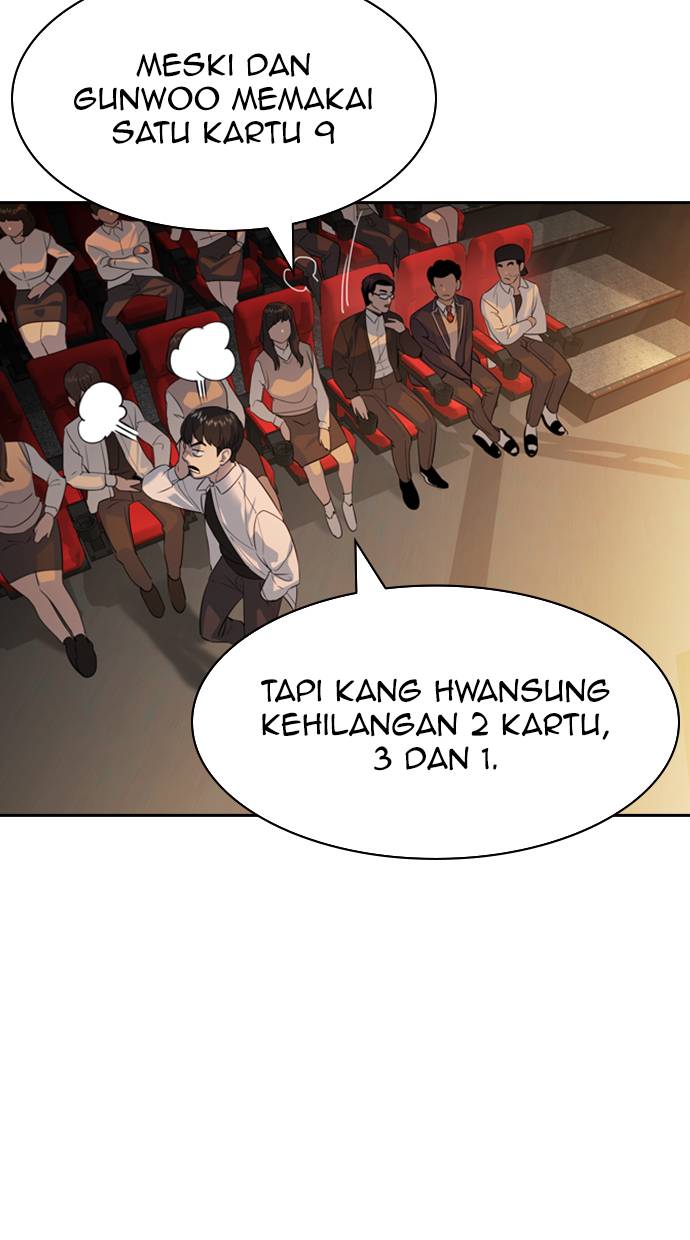 MESKI DAN
GUNWOO MEMAKAI
SATU KARTU 9
TAPI KANG HWANSUNG
KEHILANGAN 2 KARTU,
3 DAN 1.